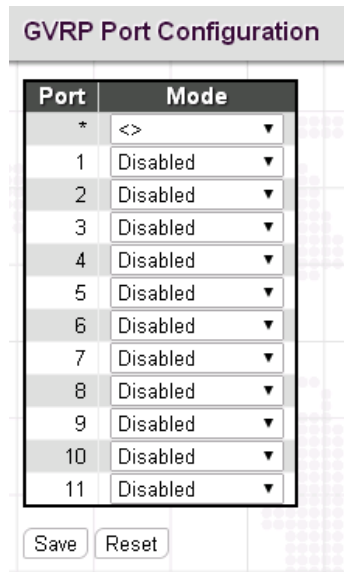 GVRP Port Configuration
Port Mode
* <>
1 Disabled
2 Disabled
3 Disabled
4 Disabled
5 Disabled
6 Disabled
7 Disabled
8 Disabled
9 Disabled
10 Disabled
11 Disabled
Save Reset